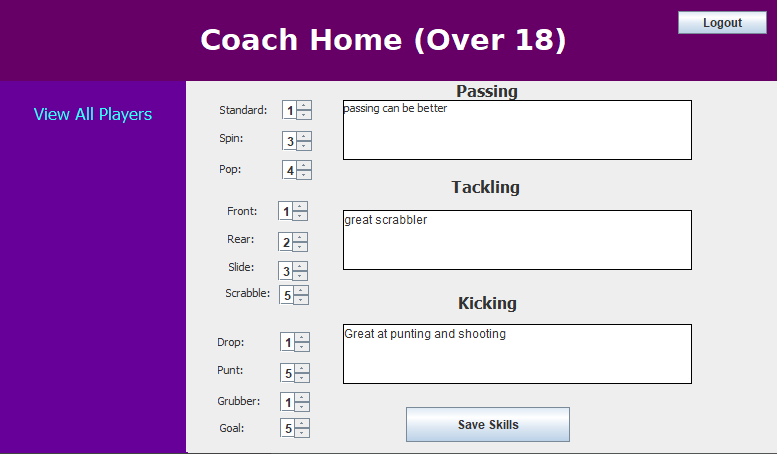 Coach Home (Over 18)
Logout
View All Players
Passing
Standard: 1
passing can be better
Spin: 3
Pop: 4
Tackling
Front: 1
great scrabbler
Rear: 2
Slide: 3
Scrabble: 5
Kicking
Drop: 1
Great at punting and shooting
Punt: 5
Grubber: 1
Goal: 5
Save Skills